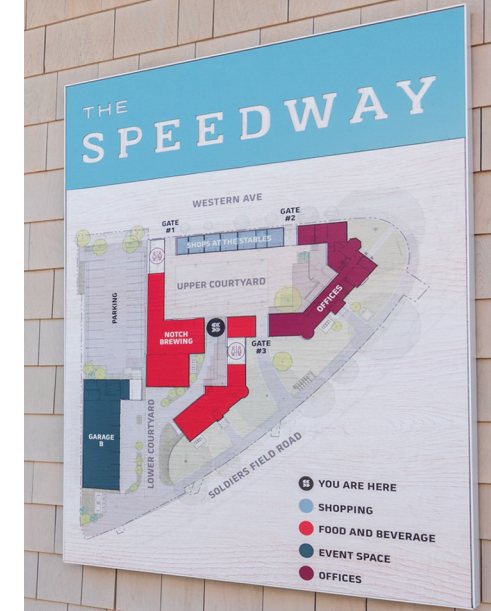 THE
SPEEDWAY
WESTERN AVE
GATE
#1
GATE
#2
SHOPS AT THE STABLES
UPPER COURTYARD
PARKING
OFFICES
NOTCH
BREWING
GATE
#3
GARAGE
B
LOWER COURTYARD
SOLDIERS FIELD ROAD
YOU ARE HERE
SHOPPING
FOOD AND BEVERAGE
EVENT SPACE
OFFICES